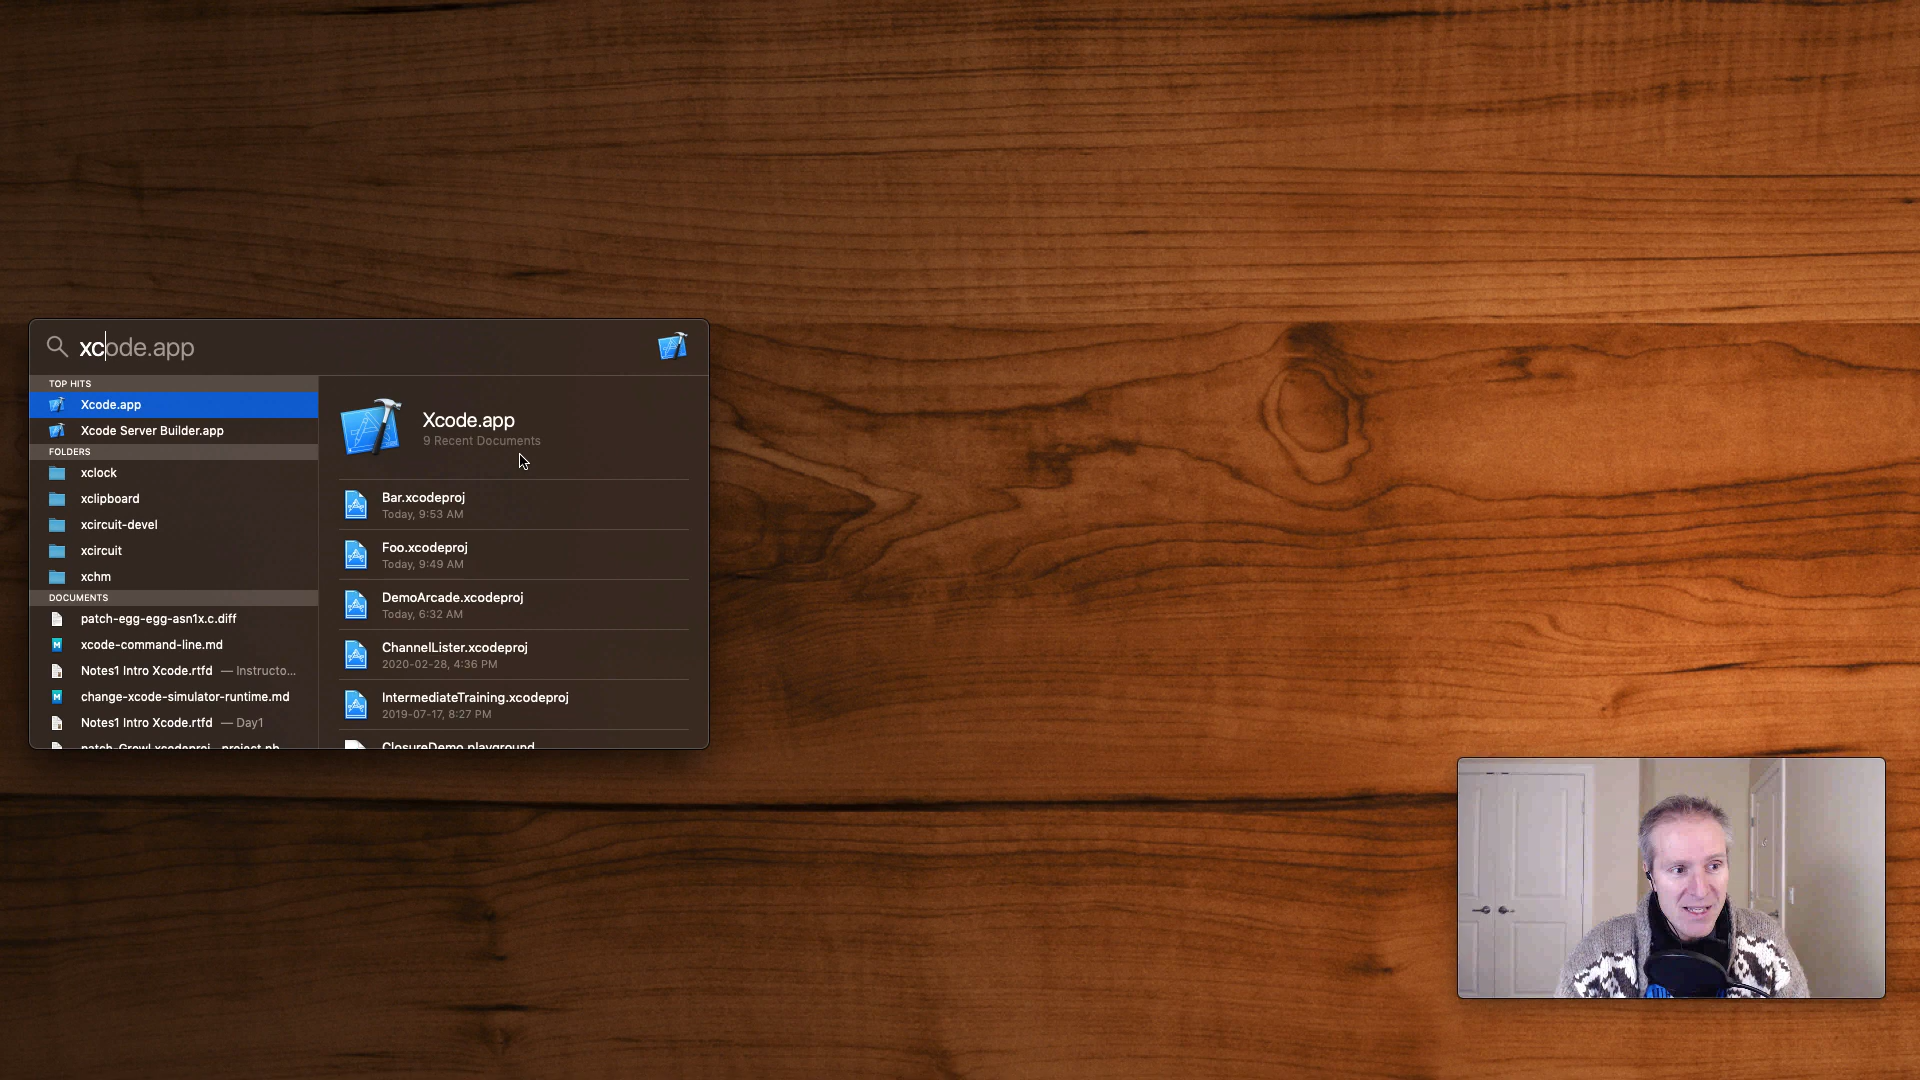 xcode.app
TOP HITS
Xcode.app
Xcode Server Builder.app
FOLDERS
xclock
xclipboard
xcircuit-devel
xcircuit
xchm
DOCUMENTS
patch-egg-egg-asn1x.c.diff
xcode-command-line.md
Notes1 Intro Xcode.rtfd — Instructo...
change-xcode-simulator-runtime.md
Notes1 Intro Xcode.rtfd — Day1
patch-Growl.xcodeproj_project.pb
Xcode.app
9 Recent Documents
Bar.xcodeproj
Today, 9:53 AM
Foo.xcodeproj
Today, 9:49 AM
DemoArcade.xcodeproj
Today, 6:32 AM
ChannelLister.xcodeproj
2020-02-28, 4:36 PM
IntermediateTraining.xcodeproj
2019-07-17, 8:27 PM
ClosureDemo.playground